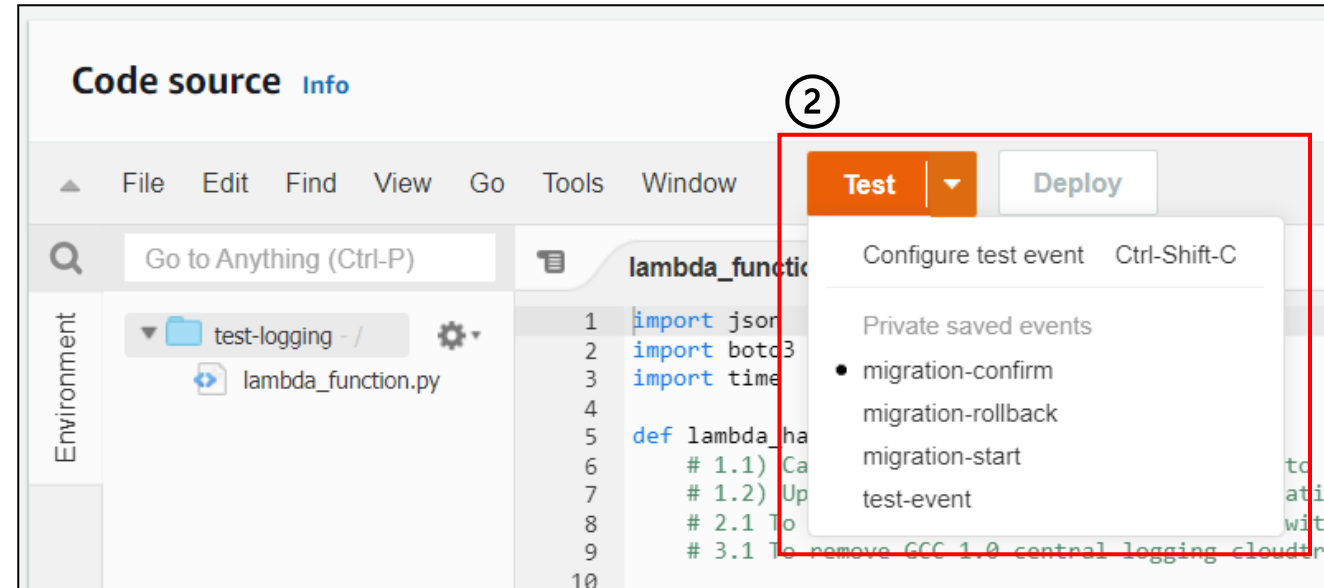 Code source Info
2
File Edit Find View Go Tools Window Test Deploy
Go to Anything (Ctrl-P)
Environment
test-logging - /
lambda_function.py
lambda_functio
Configure test event Ctrl-Shift-C
Private saved events
migration-confirm
migration-rollback
migration-start
test-event
1 import json
2 import boto3
3 import time
4
5 def lambda_ha
6 # 1.1) Ca to
7 # 1.2) Up ati
8 # 2.1 To wit
9 # 3.1 To remove GCC 1.0 central logging cloudtr
10